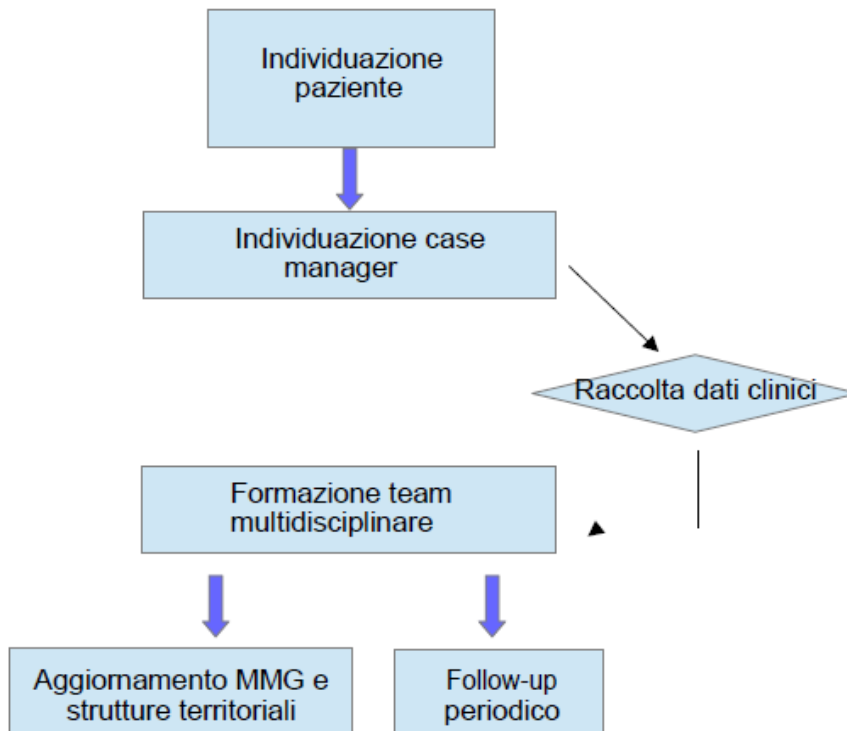 Individuazione
paziente
Individuazione case
manager
Raccolta dati clinici
Formazione team
multidisciplinare
Aggiornamento MMG e
strutture territoriali
Follow-up
periodico